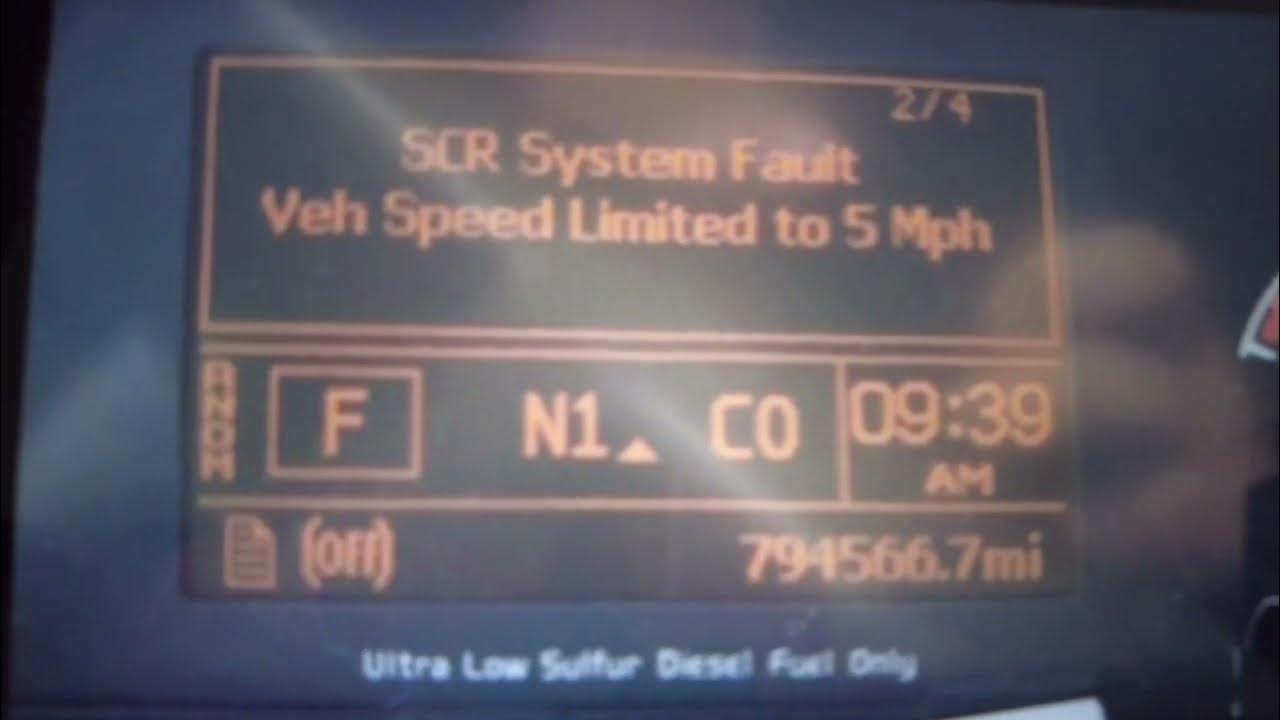 2/4
SCR System Fault
Veh Speed Limited to 5 Mph
F N1 C0 09:39
AM
(Off) 794566.7mi
Ultra Low Sulfur Diesel Fuel Only